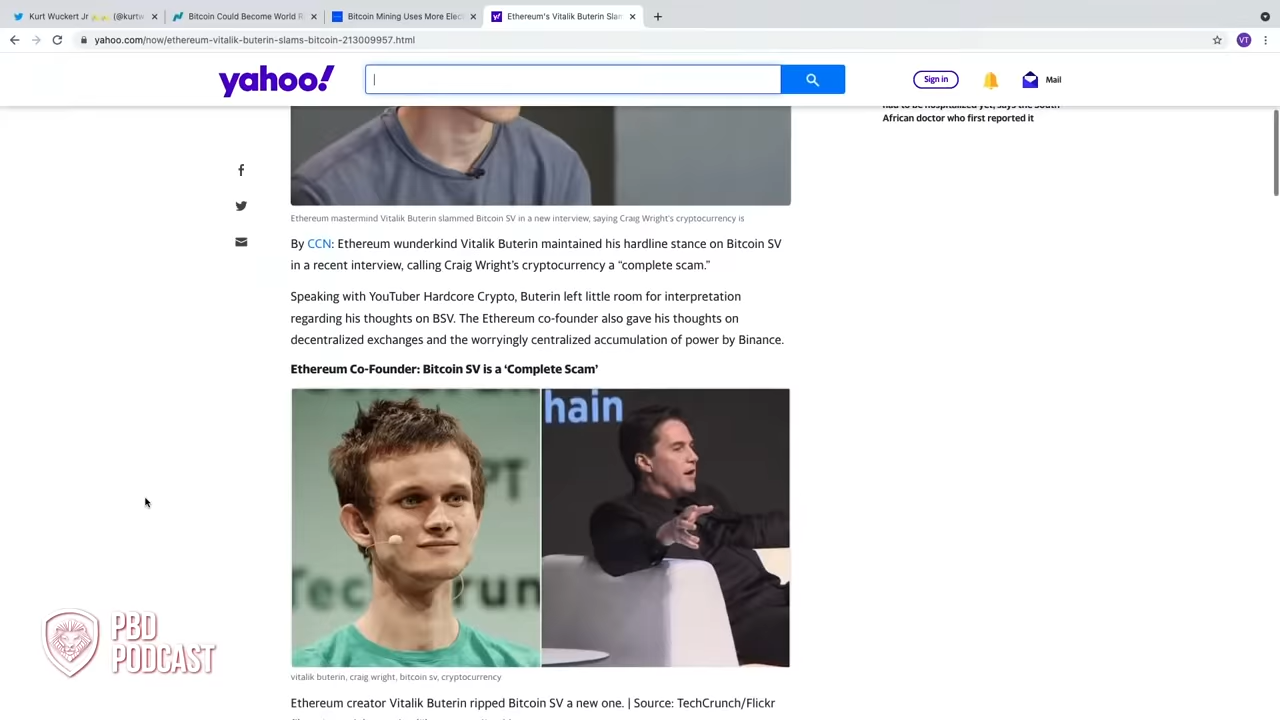 Kurt Wuckert Jr (@kurtw
Bitcoin Could Become World R
Bitcoin Mining Uses More Elec
Ethereum's Vitalik Buterin Slam
yahoo.com/now/ethereum-vitalik-buterin-slams-bitcoin-213009957.html
VT
yahoo!
Sign in
Mail
had to be hospitalized yet, says the South
African doctor who first reported it
Ethereum mastermind Vitalik Buterin slammed Bitcoin SV in a new interview, saying Craig Wright's cryptocurrency is
By CCN: Ethereum wunderkind Vitalik Buterin maintained his hardline stance on Bitcoin SV
in a recent interview, calling Craig Wright's cryptocurrency a “complete scam.”
Speaking with YouTuber Hardcore Crypto, Buterin left little room for interpretation
regarding his thoughts on BSV. The Ethereum co-founder also gave his thoughts on
decentralized exchanges and the worryingly centralized accumulation of power by Binance.
Ethereum Co-Founder: Bitcoin SV is a ‘Complete Scam’
hain
PT
Tec run
PBD
PODCAST
vitalik buterin, craig wright, bitcoin sv, cryptocurrency
Ethereum creator Vitalik Buterin ripped Bitcoin SV a new one. | Source: TechCrunch/Flickr